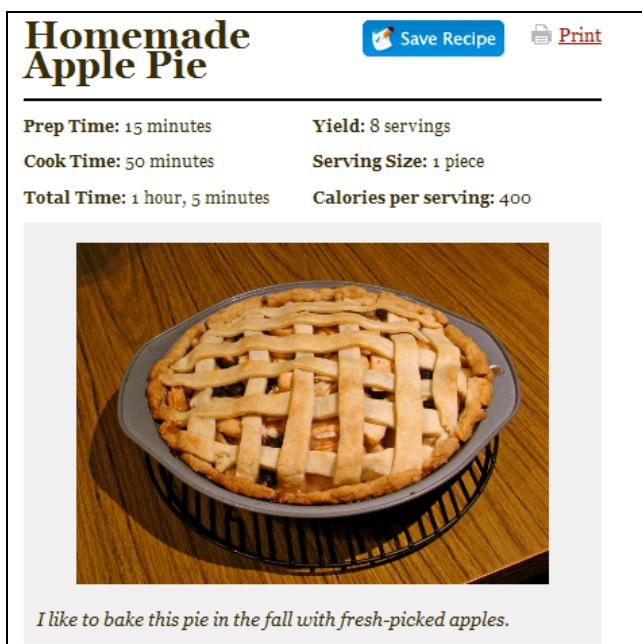 Homemade
Apple Pie
Save Recipe
Print
Prep Time: 15 minutes
Yield: 8 servings
Cook Time: 50 minutes
Serving Size: 1 piece
Total Time: 1 hour, 5 minutes
Calories per serving: 400
I like to bake this pie in the fall with fresh-picked apples.